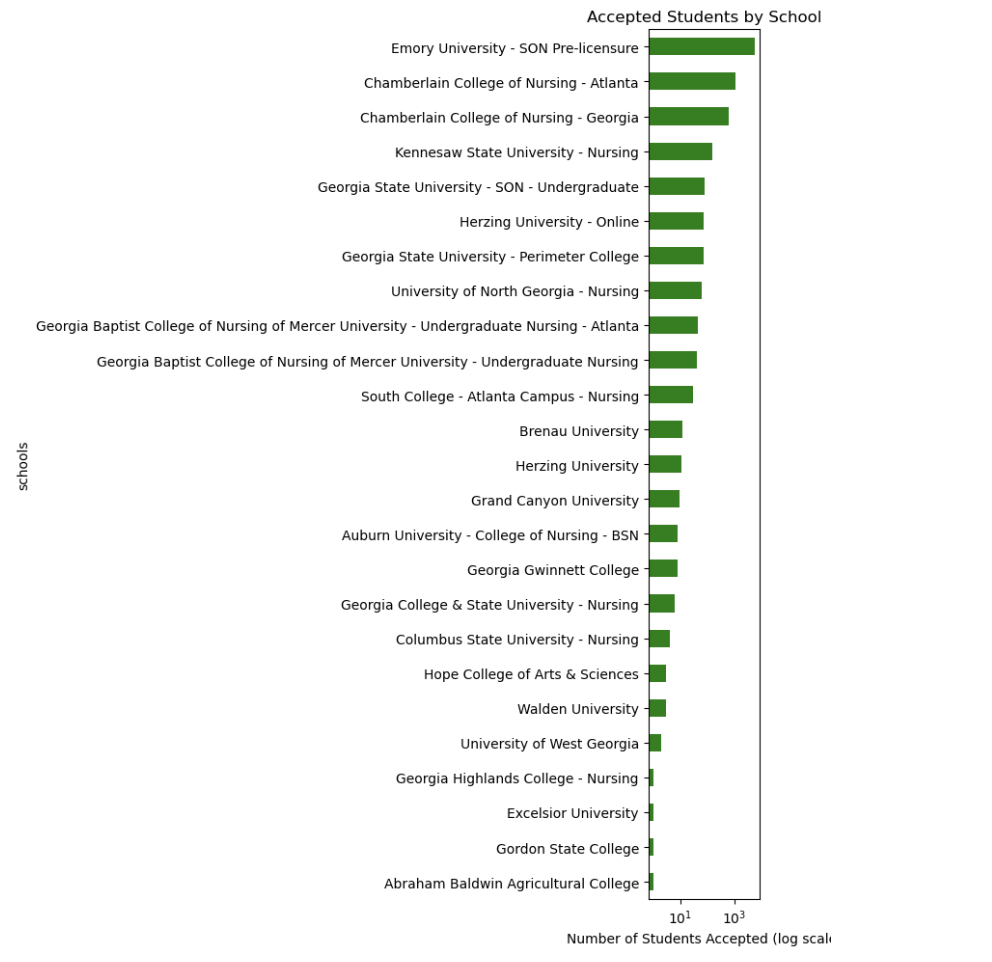 Accepted Students by School
Emory University - SON Pre-licensure
Chamberlain College of Nursing - Atlanta
Chamberlain College of Nursing - Georgia
Kennesaw State University - Nursing
Georgia State University - SON - Undergraduate
Herzing University - Online
Georgia State University - Perimeter College
University of North Georgia - Nursing
Georgia Baptist College of Nursing of Mercer University - Undergraduate Nursing - Atlanta
Georgia Baptist College of Nursing of Mercer University - Undergraduate Nursing
South College - Atlanta Campus - Nursing
Brenau University
Herzing University
Grand Canyon University
Auburn University - College of Nursing - BSN
Georgia Gwinnett College
Georgia College & State University - Nursing
Columbus State University - Nursing
Hope College of Arts & Sciences
Walden University
University of West Georgia
Georgia Highlands College - Nursing
Excelsior University
Gordon State College
Abraham Baldwin Agricultural College
schools
10¹ 10³
Number of Students Accepted (log scale